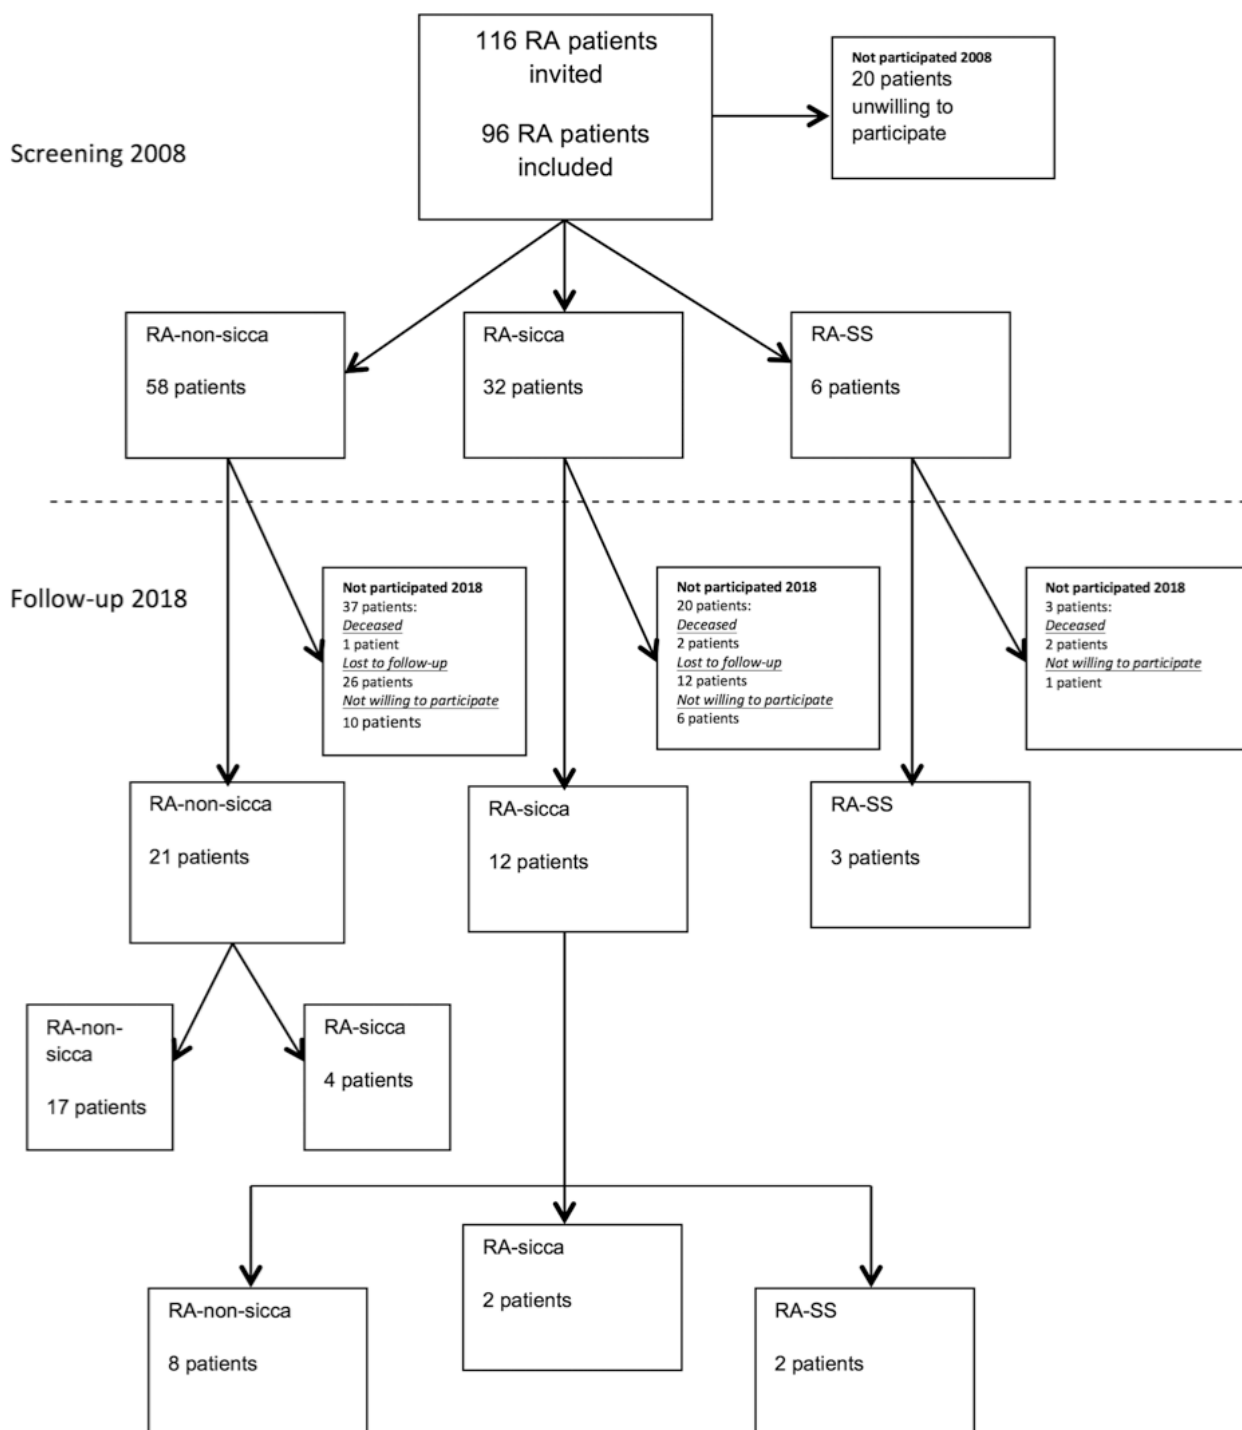 116 RA patients
invited
96 RA patients
included
Not participated 2008
20 patients
unwilling to
participate
Screening 2008
RA-non-sicca
58 patients
RA-sicca
32 patients
RA-SS
6 patients
Follow-up 2018
Not participated 2018
37 patients:
Deceased
1 patient
Lost to follow-up
26 patients
Not willing to participate
10 patients
Not participated 2018
20 patients:
Deceased
2 patients
Lost to follow-up
12 patients
Not willing to participate
6 patients
Not participated 2018
3 patients:
Deceased
2 patients
Not willing to participate
1 patient
RA-non-sicca
21 patients
RA-sicca
12 patients
RA-SS
3 patients
RA-non-
sicca
17 patients
RA-sicca
4 patients
RA-non-sicca
8 patients
RA-sicca
2 patients
RA-SS
2 patients